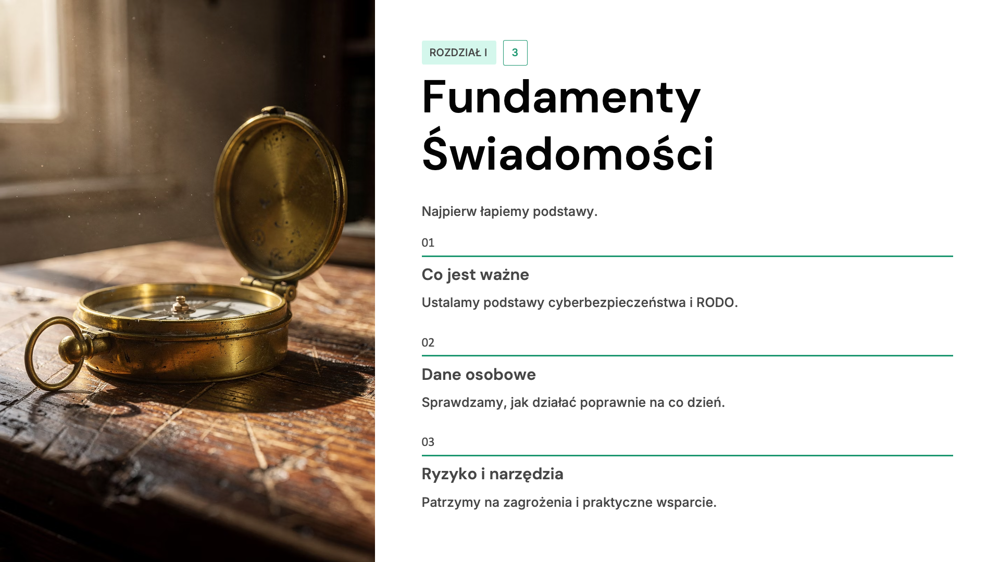 ROZDZIAŁ I
3
Fundamenty
Świadomości
Najpierw łapiemy podstawy.
01
Co jest ważne
Ustalamy podstawy cyberbezpieczeństwa i RODO.
02
Dane osobowe
Sprawdzamy, jak działać poprawnie na co dzień.
03
Ryzyko i narzędzia
Patrzymy na zagrożenia i praktyczne wsparcie.